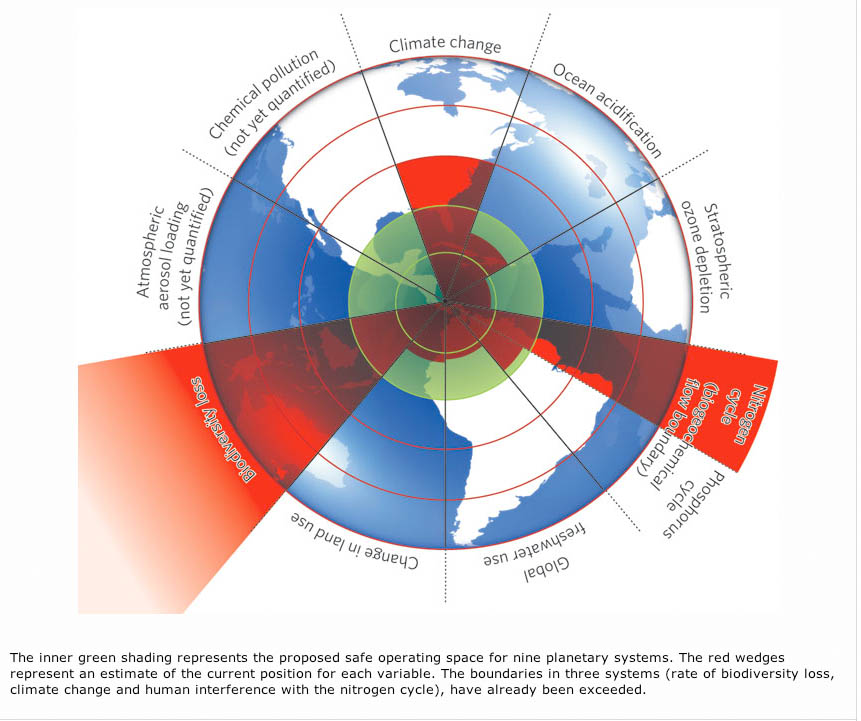 Climate change
Ocean acidification
Stratospheric
ozone depletion
Nitrogen
cycle
(biogeochemical
flow boundary)
Phosphorus
cycle
Global
freshwater use
Change in land use
Biodiversity loss
Atmospheric
aerosol loading
(not yet quantified)
Chemical pollution
(not yet quantified)
The inner green shading represents the proposed safe operating space for nine planetary systems. The red wedges
represent an estimate of the current position for each variable. The boundaries in three systems (rate of biodiversity loss,
climate change and human interference with the nitrogen cycle), have already been exceeded.